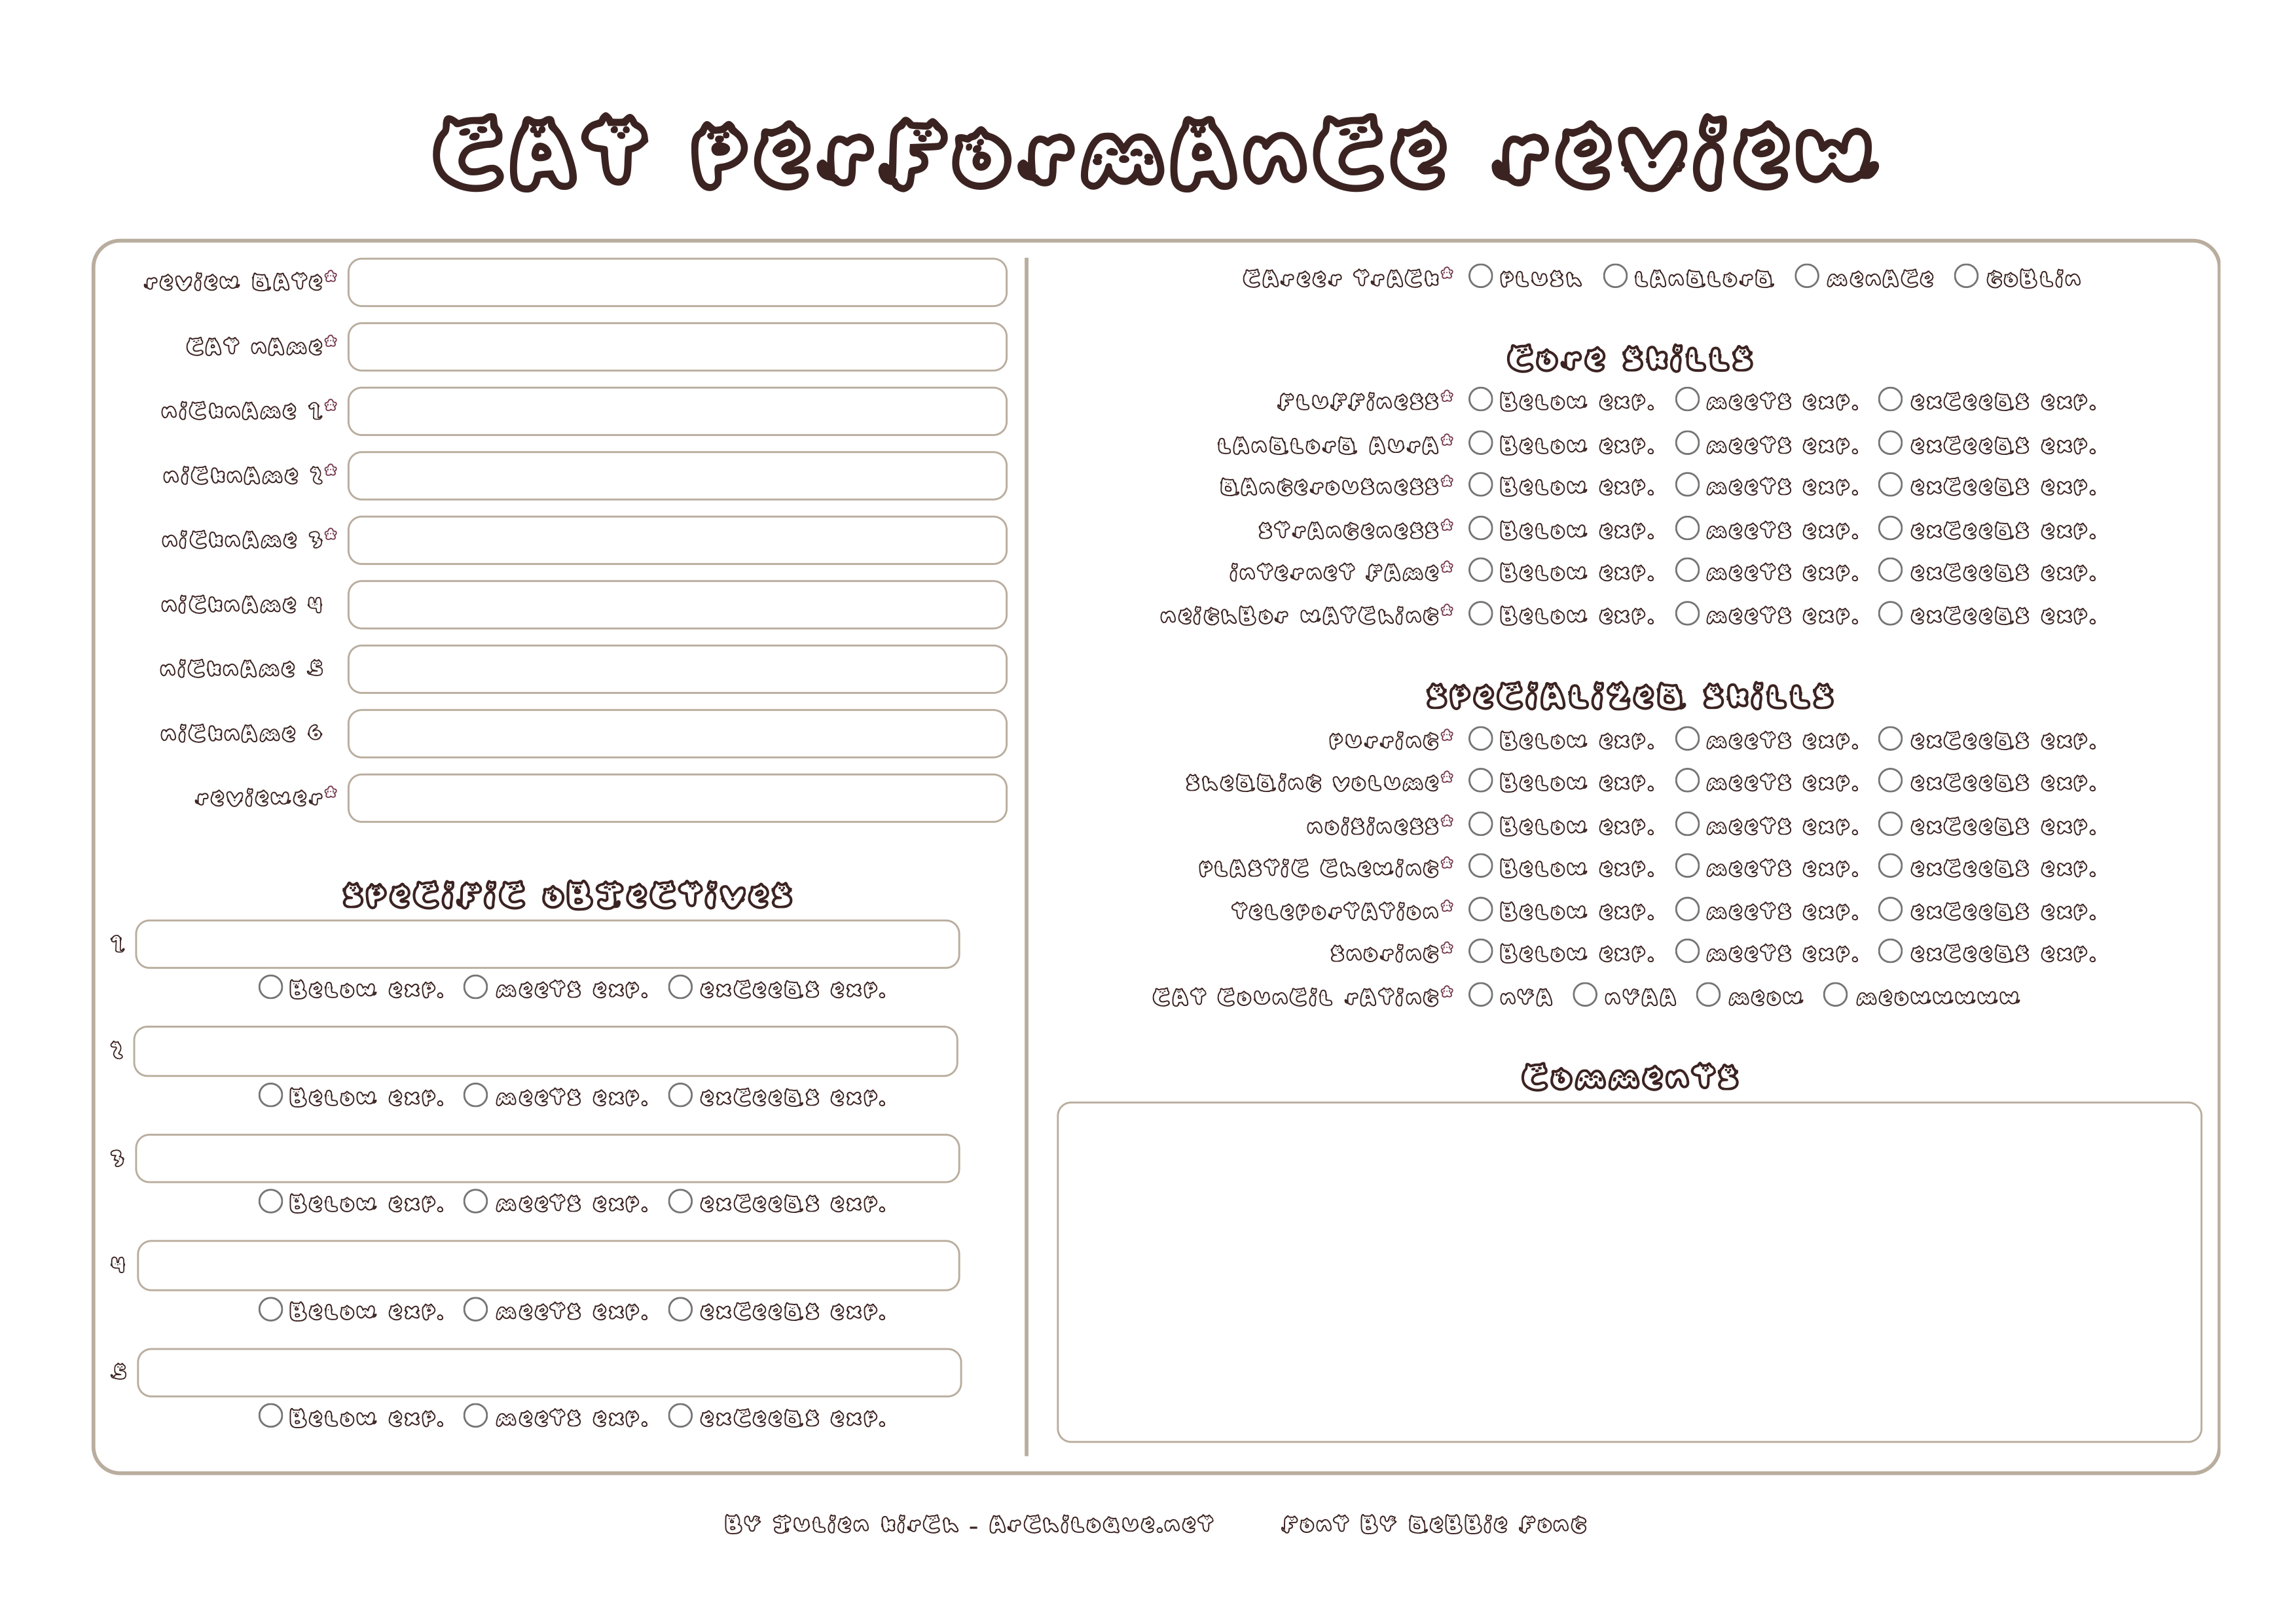 CAT performance review
review date*
cat name*
nickname 1*
nickname 2*
nickname 3*
nickname 4
nickname 5
nickname 6
reviewer*
Specific objectives
1
Below exp. meets exp. exceeds exp.
2
Below exp. meets exp. exceeds exp.
3
Below exp. meets exp. exceeds exp.
4
Below exp. meets exp. exceeds exp.
5
Below exp. meets exp. exceeds exp.
Career track* Plush Landlord menace Goblin
Core skills
Fluffiness* Below exp. meets exp. exceeds exp.
Landlord aura* Below exp. meets exp. exceeds exp.
Dangerousness* Below exp. meets exp. exceeds exp.
Strangeness* Below exp. meets exp. exceeds exp.
internet fame* Below exp. meets exp. exceeds exp.
neighbor watching* Below exp. meets exp. exceeds exp.
Specialized skills
Purring* Below exp. meets exp. exceeds exp.
Shedding volume* Below exp. meets exp. exceeds exp.
noisiness* Below exp. meets exp. exceeds exp.
Plastic chewing* Below exp. meets exp. exceeds exp.
Teleportation* Below exp. meets exp. exceeds exp.
Snoring* Below exp. meets exp. exceeds exp.
Cat council rating* nya nyaa meow meowwwww
Comments
By Julien Kirch - Archiloque.net Font by Debbie Fong